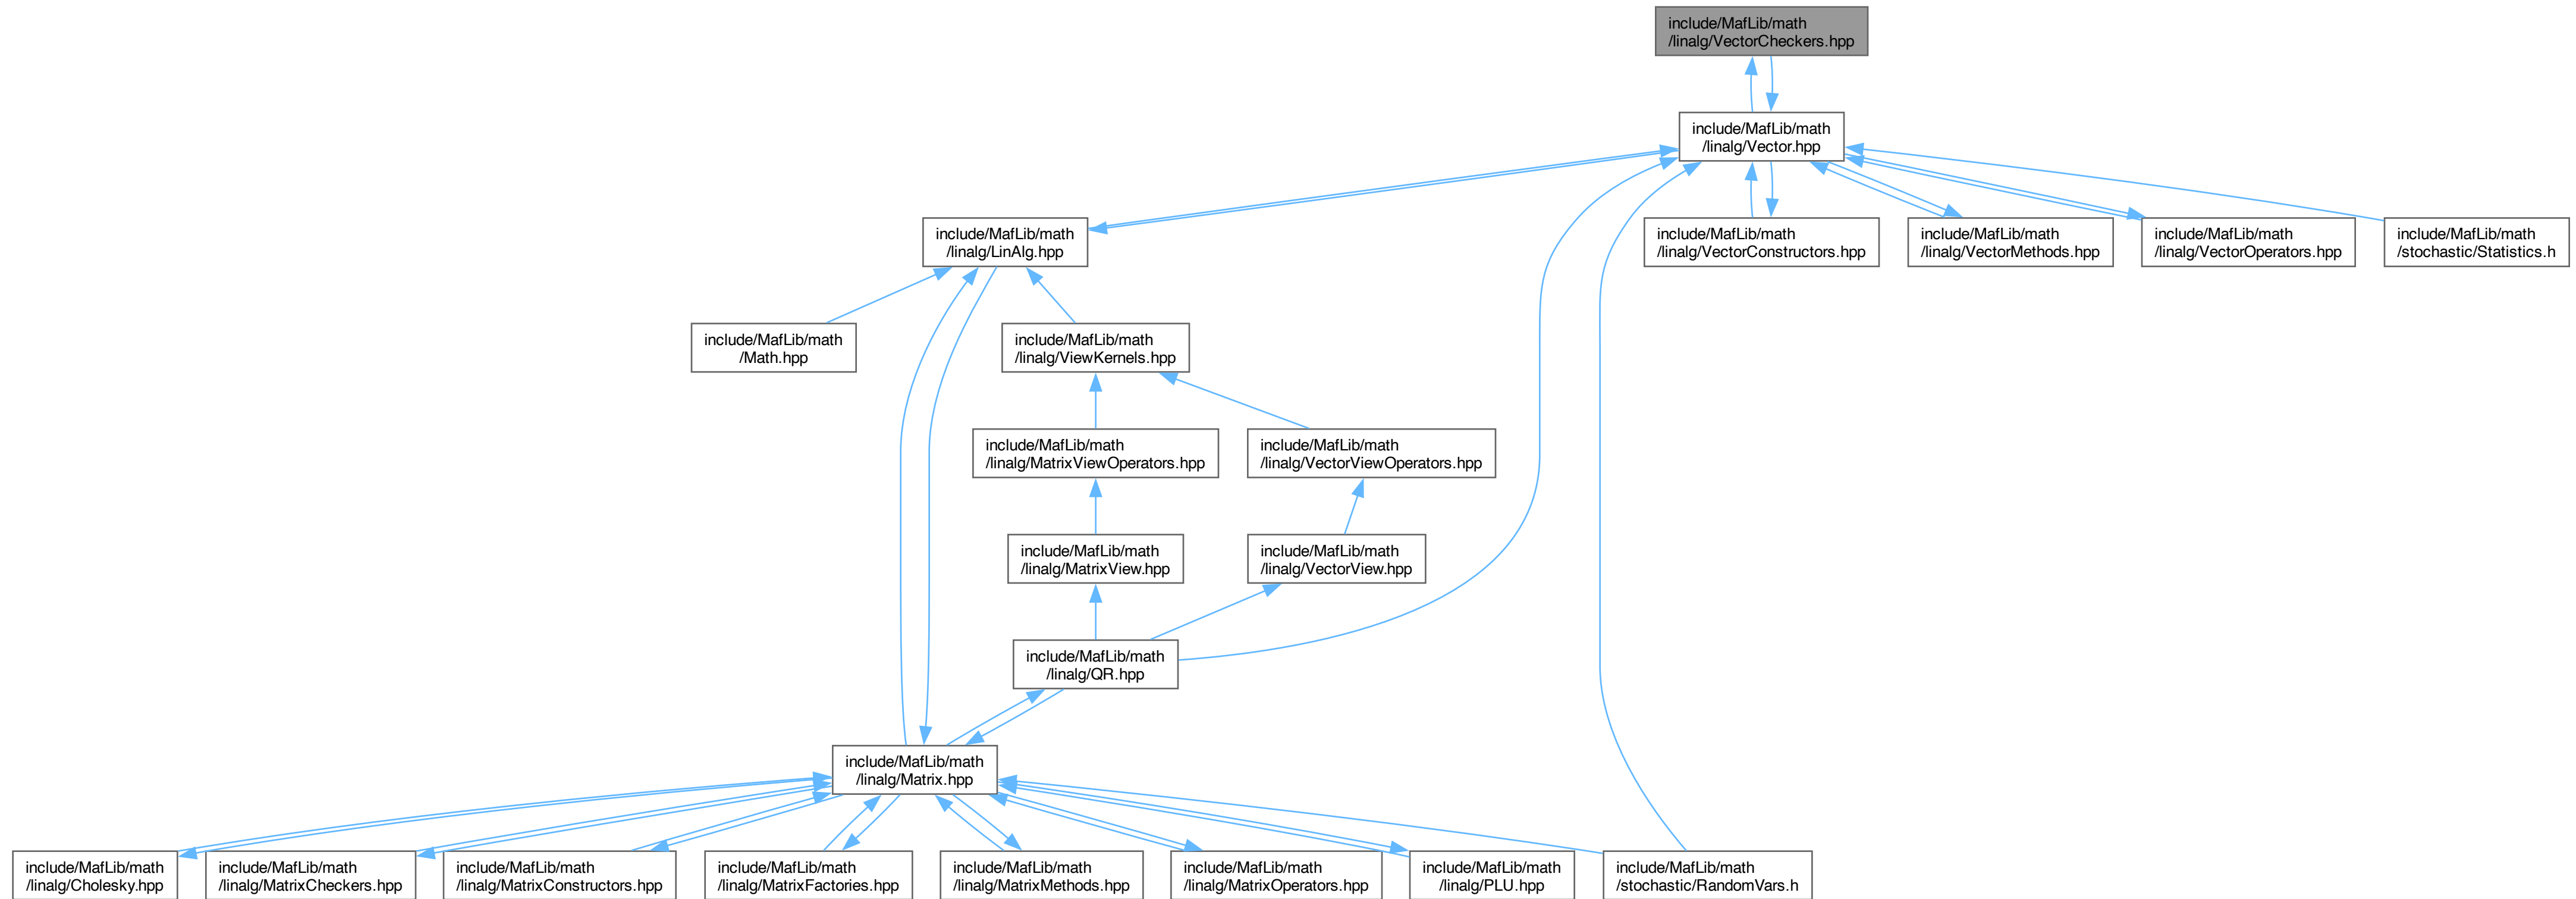 include/MafLib/math
/linalg/VectorCheckers.hpp
include/MafLib/math
/linalg/Vector.hpp
include/MafLib/math
/linalg/LinAlg.hpp
include/MafLib/math
/linalg/VectorConstructors.hpp
include/MafLib/math
/linalg/VectorMethods.hpp
include/MafLib/math
/linalg/VectorOperators.hpp
include/MafLib/math
/stochastic/Statistics.h
include/MafLib/math
/Math.hpp
include/MafLib/math
/linalg/ViewKernels.hpp
include/MafLib/math
/linalg/MatrixViewOperators.hpp
include/MafLib/math
/linalg/VectorViewOperators.hpp
include/MafLib/math
/linalg/MatrixView.hpp
include/MafLib/math
/linalg/VectorView.hpp
include/MafLib/math
/linalg/QR.hpp
include/MafLib/math
/linalg/Matrix.hpp
include/MafLib/math
/linalg/Cholesky.hpp
include/MafLib/math
/linalg/MatrixCheckers.hpp
include/MafLib/math
/linalg/MatrixConstructors.hpp
include/MafLib/math
/linalg/MatrixFactories.hpp
include/MafLib/math
/linalg/MatrixMethods.hpp
include/MafLib/math
/linalg/MatrixOperators.hpp
include/MafLib/math
/linalg/PLU.hpp
include/MafLib/math
/stochastic/RandomVars.h